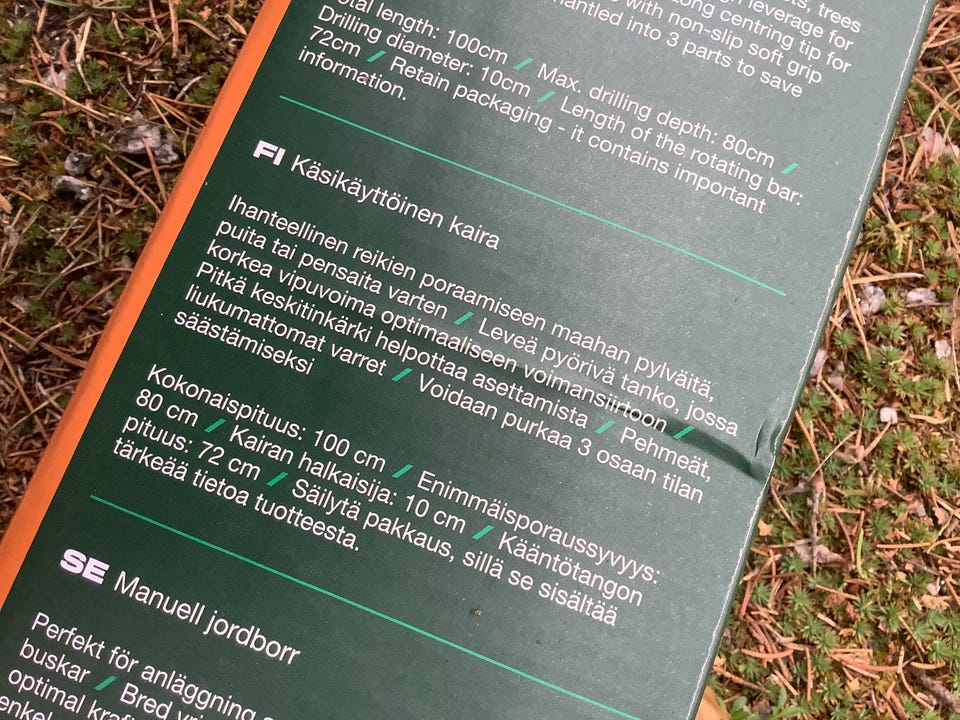 trees
leverage for
centring tip for
with non-slip soft grip
into 3 parts to save
length: 100cm / Max. drilling depth: 80cm /
Drilling diameter: 10cm / Length of the rotating bar:
72cm / Retain packaging - it contains important
information.
FI Käsikäyttöinen kaira
Ihanteellinen reikien poraamiseen maahan pylväitä,
puita tai pensaita varten / Leveä pyörivä tanko, jossa
korkea vipuvoima optimaaliseen voimansiirtoon /
Pitkä keskitinkärki helpottaa asettamista / Pehmeät,
liukumattomat varret / Voidaan purkaa 3 osaan tilan
säästämiseksi
Kokonaispituus: 100 cm / Enimmäisporaussyvyys:
80 cm / Kairan halkaisija: 10 cm / Kääntötangon
pituus: 72 cm / Säilytä pakkaus, sillä se sisältää
tärkeää tietoa tuotteesta.
SE Manuell jordborr
Perfekt för anläggning
buskar / Bred
optimal